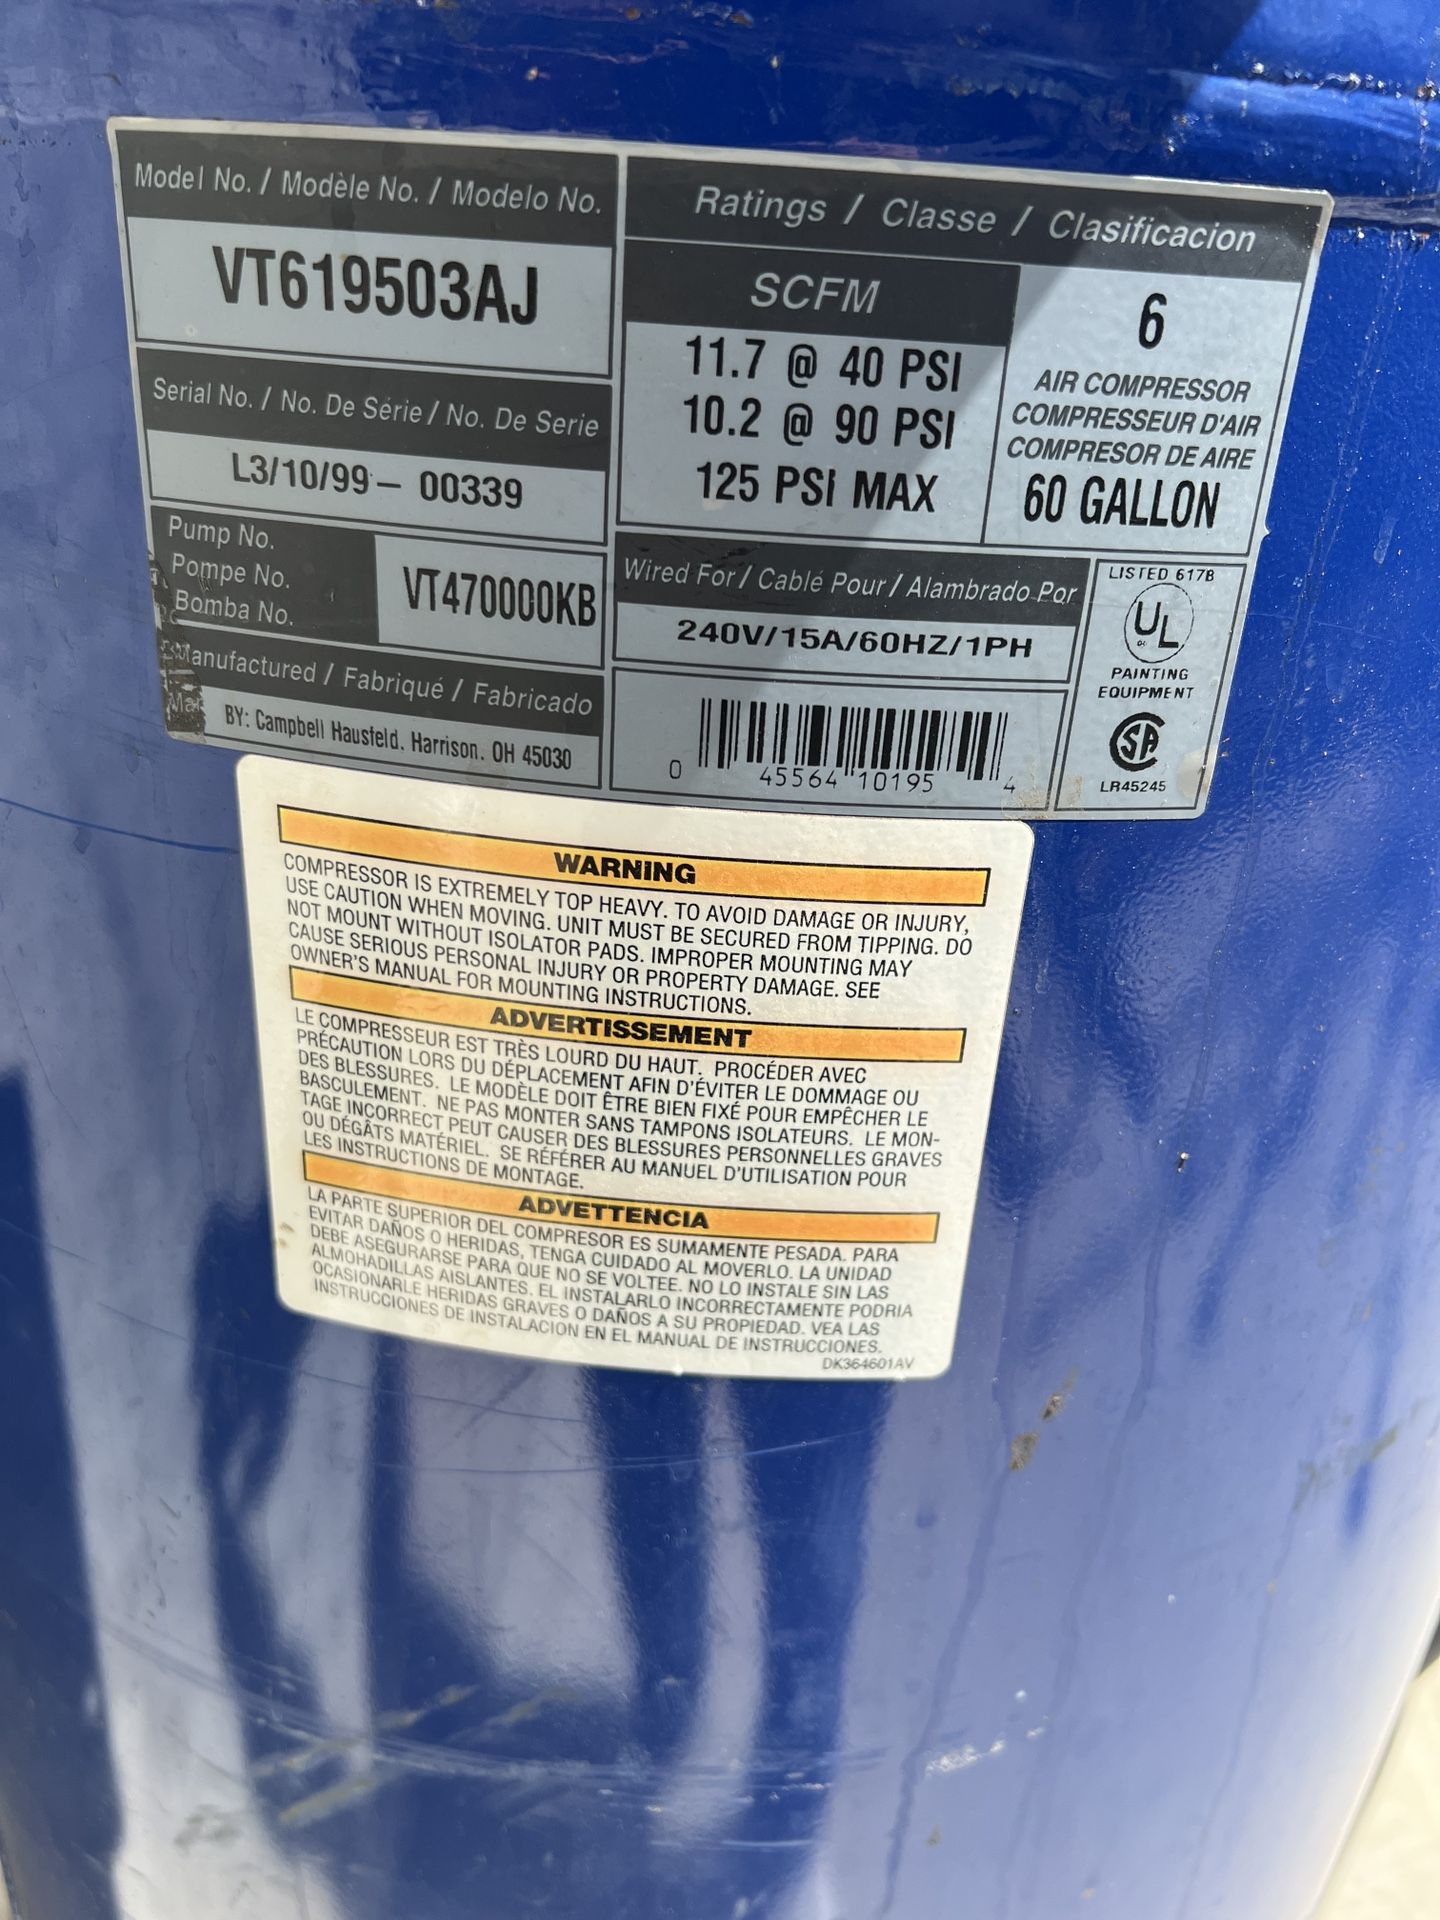 Model No. / Modèle No. / Modelo No.
VT619503AJ
Serial No. / No. De Série / No. De Serie
L3/10/99 – 00339
Pump No.
Pompe No.
Bomba No.
VT470000KB
Manufactured / Fabriqué / Fabricado
BY: Campbell Hausfeld. Harrison. OH 45030
Ratings / Classe / Clasificacion
SCFM
11.7 @ 40 PSI
10.2 @ 90 PSI
125 PSI MAX
6
AIR COMPRESSOR
COMPRESSEUR D'AIR
COMPRESOR DE AIRE
60 GALLON
Wired For / Cablé Pour / Alambrado Por
240V/15A/60HZ/1PH
0 45564 10195 4
LISTED 617B
UL
PAINTING
EQUIPMENT
SA
LR45245
WARNING
COMPRESSOR IS EXTREMELY TOP HEAVY. TO AVOID DAMAGE OR INJURY,
USE CAUTION WHEN MOVING. UNIT MUST BE SECURED FROM TIPPING. DO
NOT MOUNT WITHOUT ISOLATOR PADS. IMPROPER MOUNTING MAY
CAUSE SERIOUS PERSONAL INJURY OR PROPERTY DAMAGE. SEE
OWNER'S MANUAL FOR MOUNTING INSTRUCTIONS.
ADVERTISSEMENT
LE COMPRESSEUR EST TRÈS LOURD DU HAUT. PROCÉDER AVEC
PRÉCAUTION LORS DU DÉPLACEMENT AFIN D'ÉVITER LE DOMMAGE OU
DES BLESSURES. LE MODÈLE DOIT ÊTRE BIEN FIXÉ POUR EMPÊCHER LE
BASCULEMENT. NE PAS MONTER SANS TAMPONS ISOLATEURS. LE MON-
TAGE INCORRECT PEUT CAUSER DES BLESSURES PERSONNELLES GRAVES
OU DÉGÂTS MATÉRIEL. SE RÉFÉRER AU MANUEL D'UTILISATION POUR
LES INSTRUCTIONS DE MONTAGE.
ADVETTENCIA
LA PARTE SUPERIOR DEL COMPRESOR ES SUMAMENTE PESADA. PARA
EVITAR DAÑOS O HERIDAS, TENGA CUIDADO AL MOVERLO. LA UNIDAD
DEBE ASEGURARSE PARA QUE NO SE VOLTEE. NO LO INSTALE SIN LAS
ALMOHADILLAS AISLANTES. EL INSTALARLO INCORRECTAMENTE PODRIA
OCASIONARLE HERIDAS GRAVES O DAÑOS A SU PROPIEDAD. VEA LAS
INSTRUCCIONES DE INSTALACION EN EL MANUAL DE INSTRUCCIONES.
DK364601AV